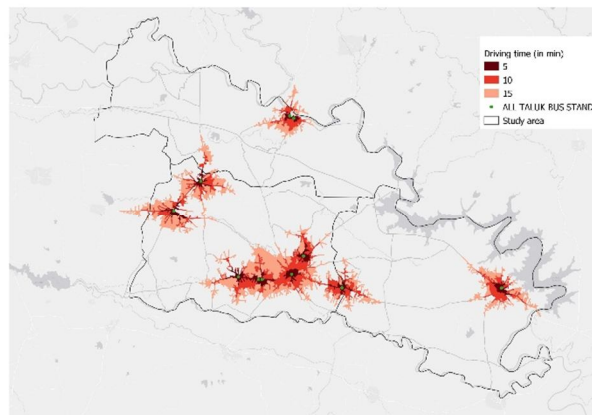 Driving time (in min)
5
10
15
ALL TALUK BUS STAND
Study area